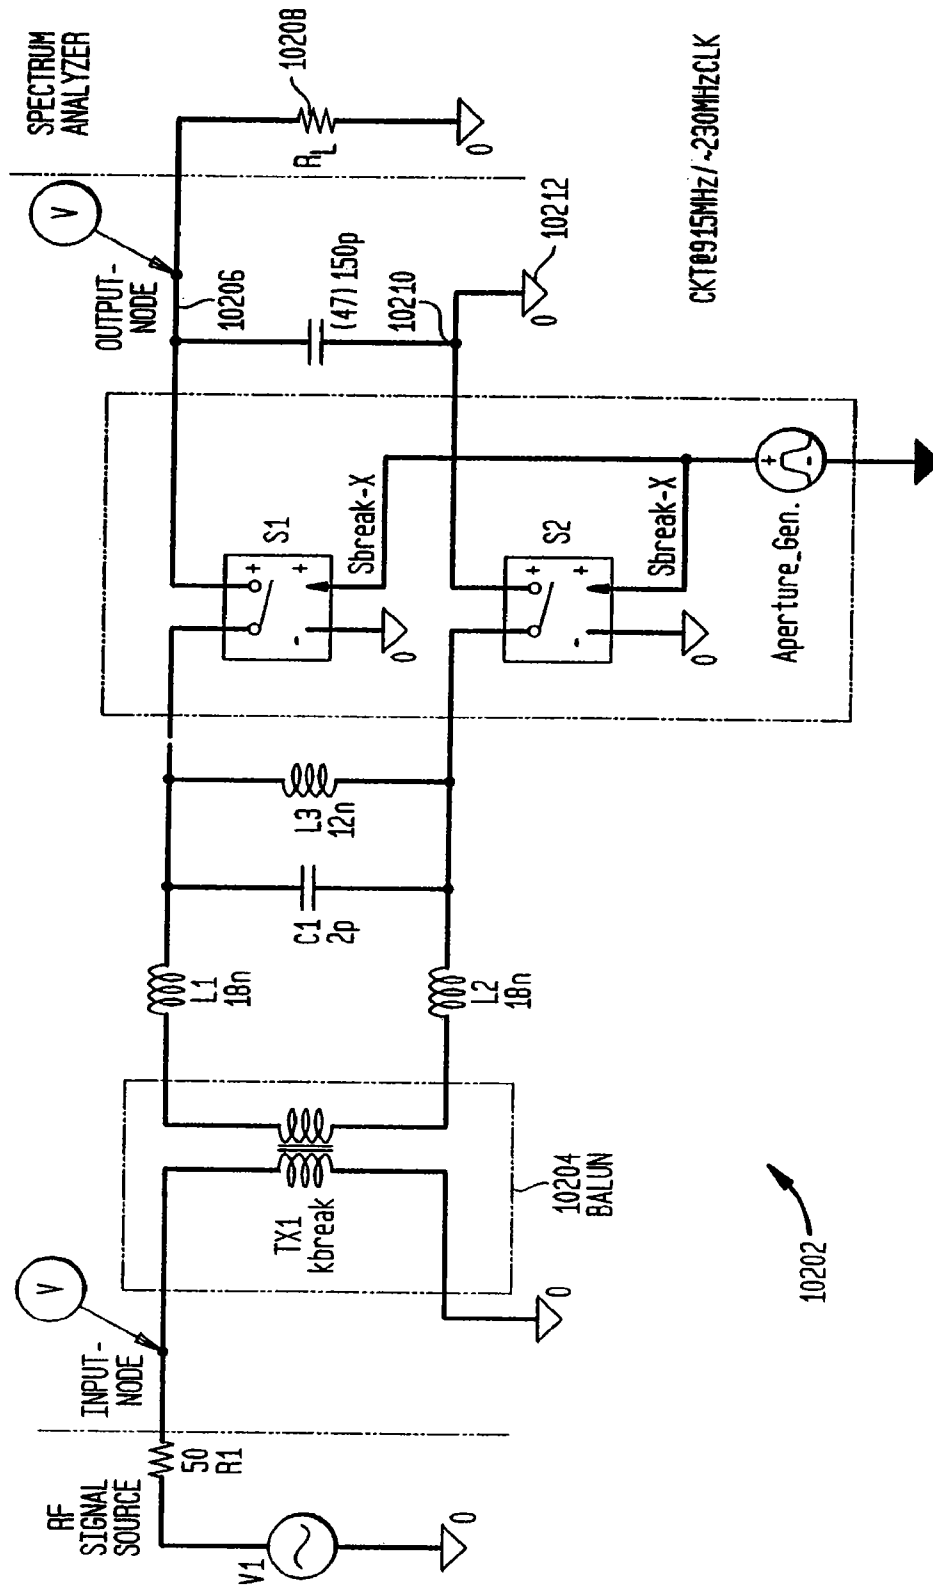 RF
SIGNAL
SOURCE
V1
0
50
R1
INPUT-
NODE
V
0
TX1
kbreak
10204
BALUN
10202
L1
18n
L2
18n
C1
2p
L3
12n
S1
-
+
+
0
Sbreak-X
S2
-
+
+
0
Sbreak-X
Aperture_Gen.
+
-
OUTPUT-
NODE
V
10206
(47)150p
10210
10212
0
SPECTRUM
ANALYZER
10208
RL
0
CKT@915MHz/~230MHzCLK